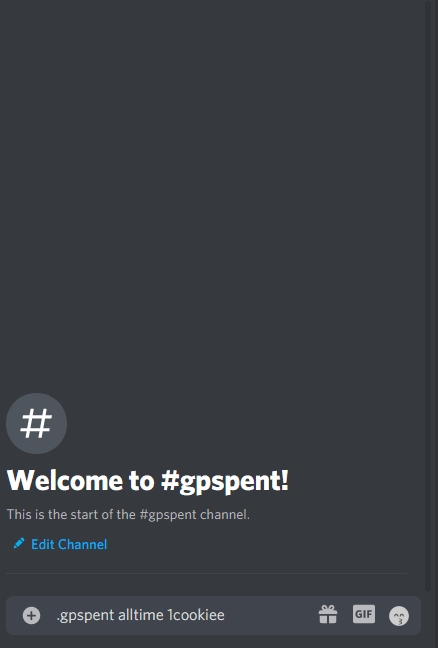 #
Welcome to #gpspent!
This is the start of the #gpspent channel.
Edit Channel
.gpspent alltime 1cookiee
GIF